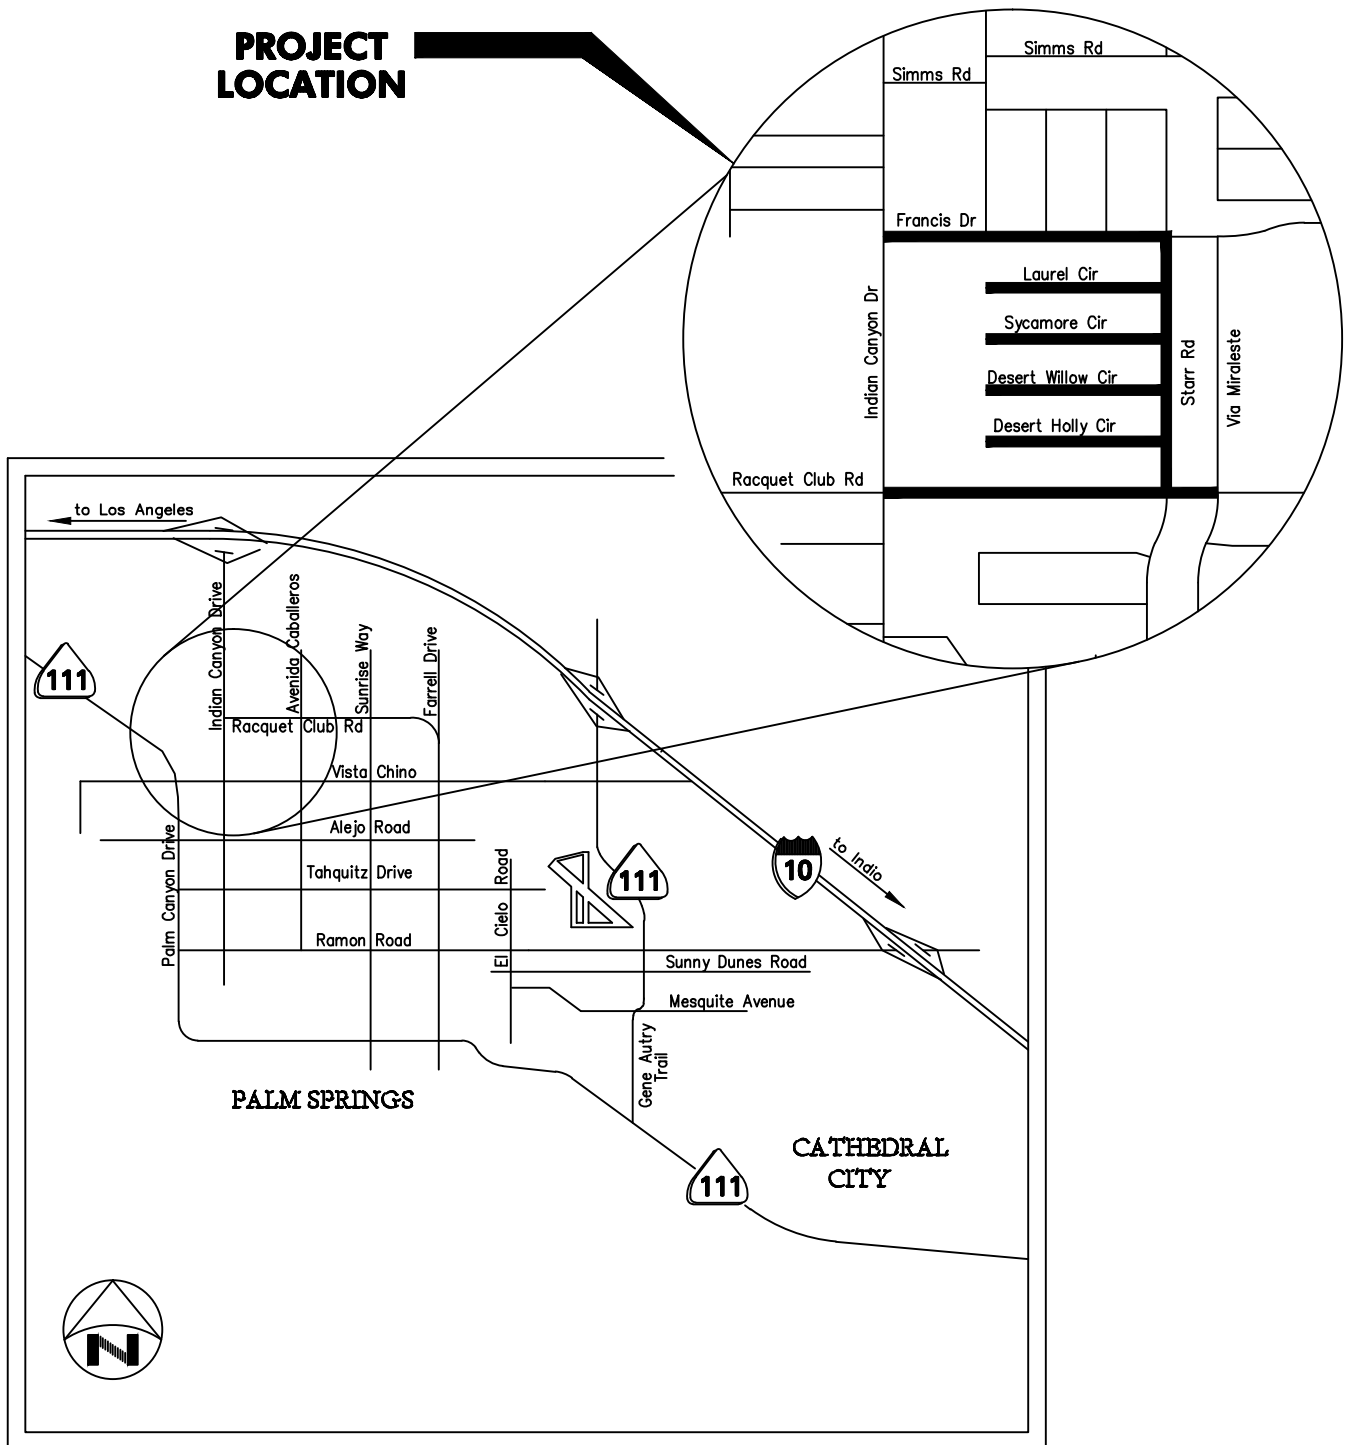 PROJECT
LOCATION
Simms Rd
Simms Rd
Francis Dr
Laurel Cir
Indian Canyon Dr
Sycamore Cir
Starr Rd
Via Miraleste
Desert Willow Cir
Desert Holly Cir
Racquet Club Rd
to Los Angeles
Indian Canyon Drive
Avenida Caballeros
Sunrise Way
Farrell Drive
111
Racquet Club Rd
Vista Chino
Alejo Road
Palm Canyon Drive
Tahquitz Drive
El Cielo Road
111
10
to Indio
Ramon Road
Sunny Dunes Road
Mesquite Avenue
Gene Autry
Trail
PALM SPRINGS
CATHEDRAL
CITY
111
N